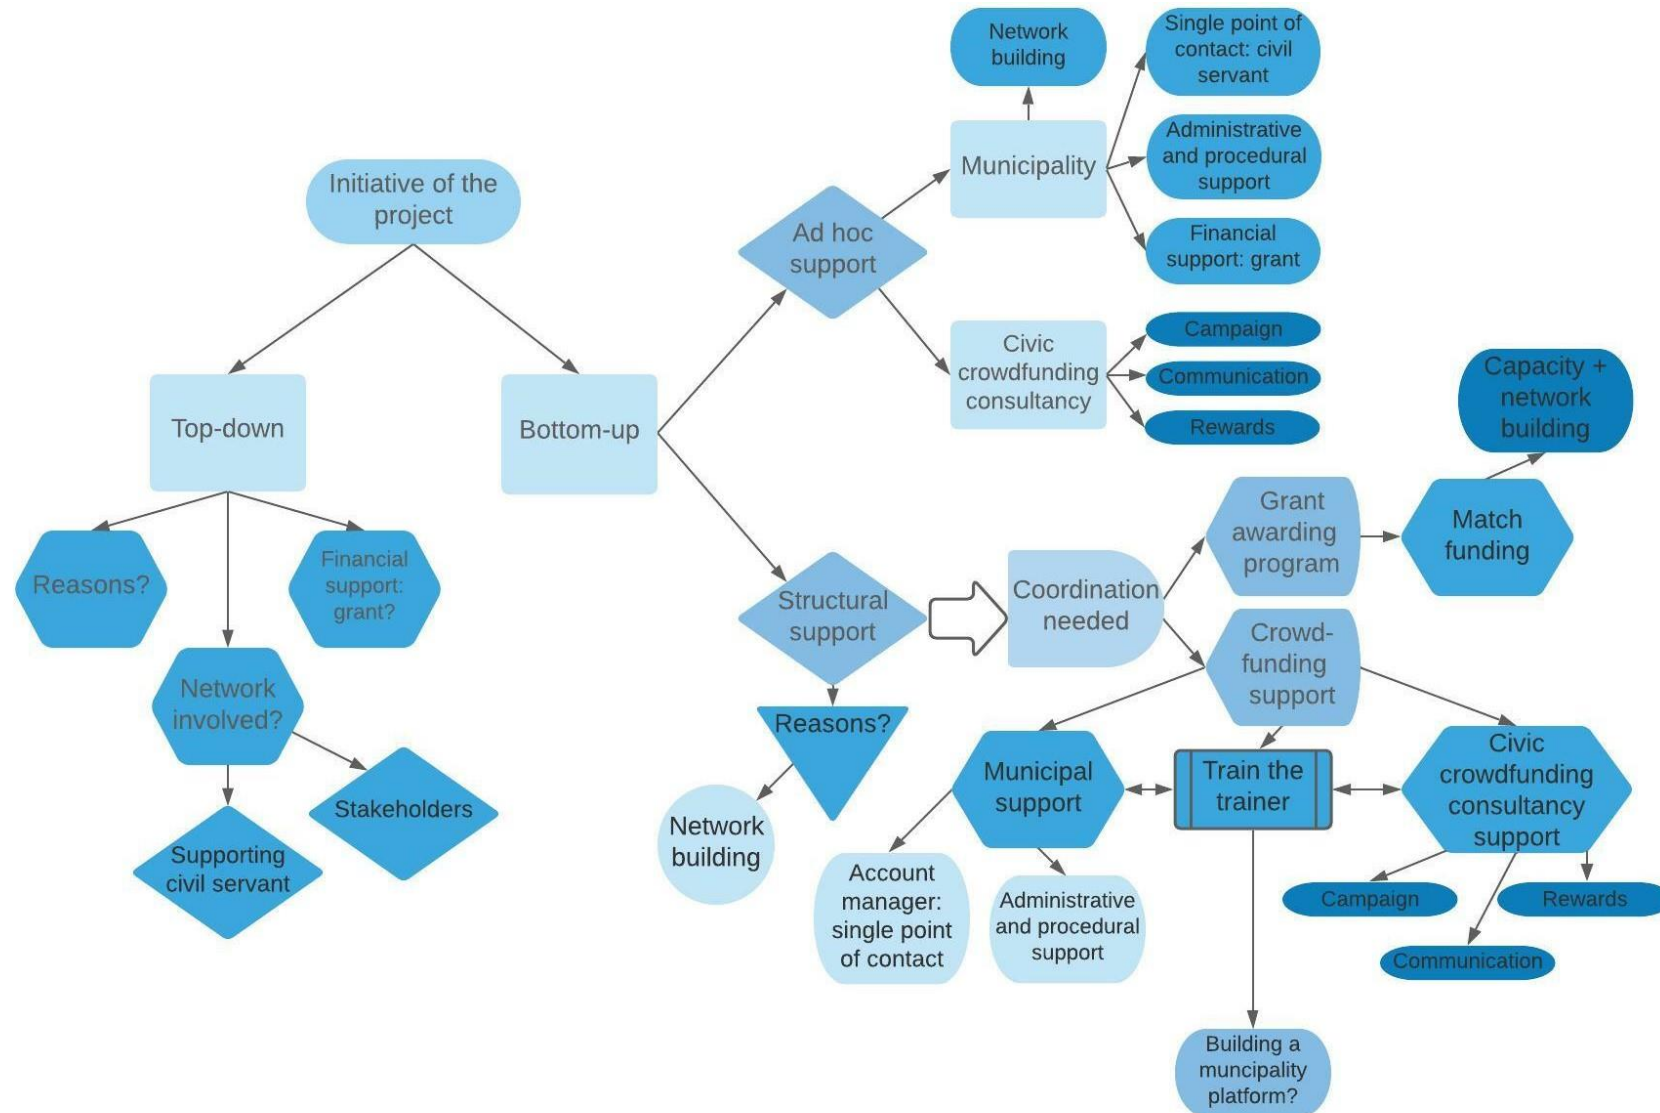 Initiative of the
project
Top-down
Reasons?
Network
involved?
Financial
support:
grant?
Supporting
civil servant
Stakeholders
Bottom-up
Ad hoc
support
Municipality
Network
building
Single point of
contact: civil
servant
Administrative
and procedural
support
Financial
support: grant
Civic
crowdfunding
consultancy
Campaign
Communication
Rewards
Structural
support
Reasons?
Network
building
Coordination
needed
Grant
awarding
program
Match
funding
Capacity +
network
building
Crowd-
funding
support
Municipal
support
Account
manager:
single point
of contact
Administrative
and procedural
support
Train the
trainer
Building a
muncipality
platform?
Civic
crowdfunding
consultancy
support
Campaign
Communication
Rewards